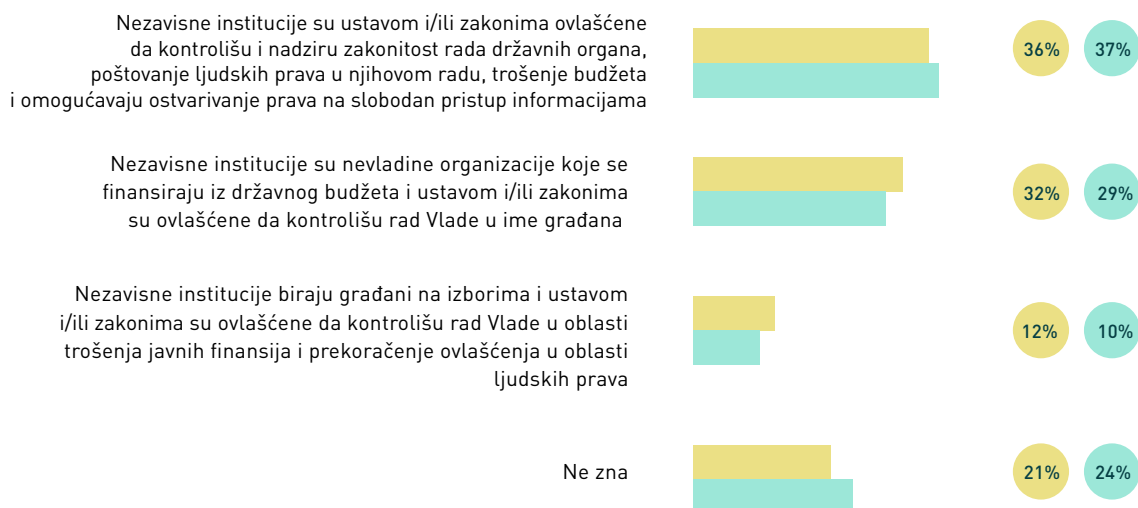 Nezavisne institucije su ustavom i/ili zakonima ovlašćene
da kontrolišu i nadziru zakonitost rada državnih organa,
poštovanje ljudskih prava u njihovom radu, trošenje budžeta
i omogućavaju ostvarivanje prava na slobodan pristup informacijama
36% 37%
Nezavisne institucije su nevladine organizacije koje se
finansiraju iz državnog budžeta i ustavom i/ili zakonima
su ovlašćene da kontrolišu rad Vlade u ime građana
32% 29%
Nezavisne institucije biraju građani na izborima i ustavom
i/ili zakonima su ovlašćene da kontrolišu rad Vlade u oblasti
trošenja javnih finansija i prekoračenje ovlašćenja u oblasti
ljudskih prava
12% 10%
Ne zna
21% 24%